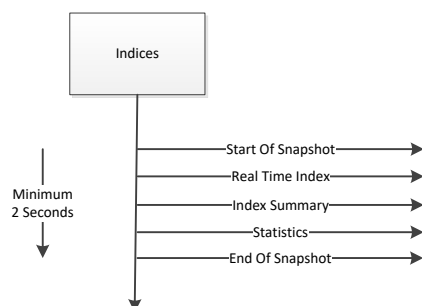 Indices
Start Of Snapshot
Real Time Index
Minimum
2 Seconds
Index Summary
Statistics
End Of Snapshot